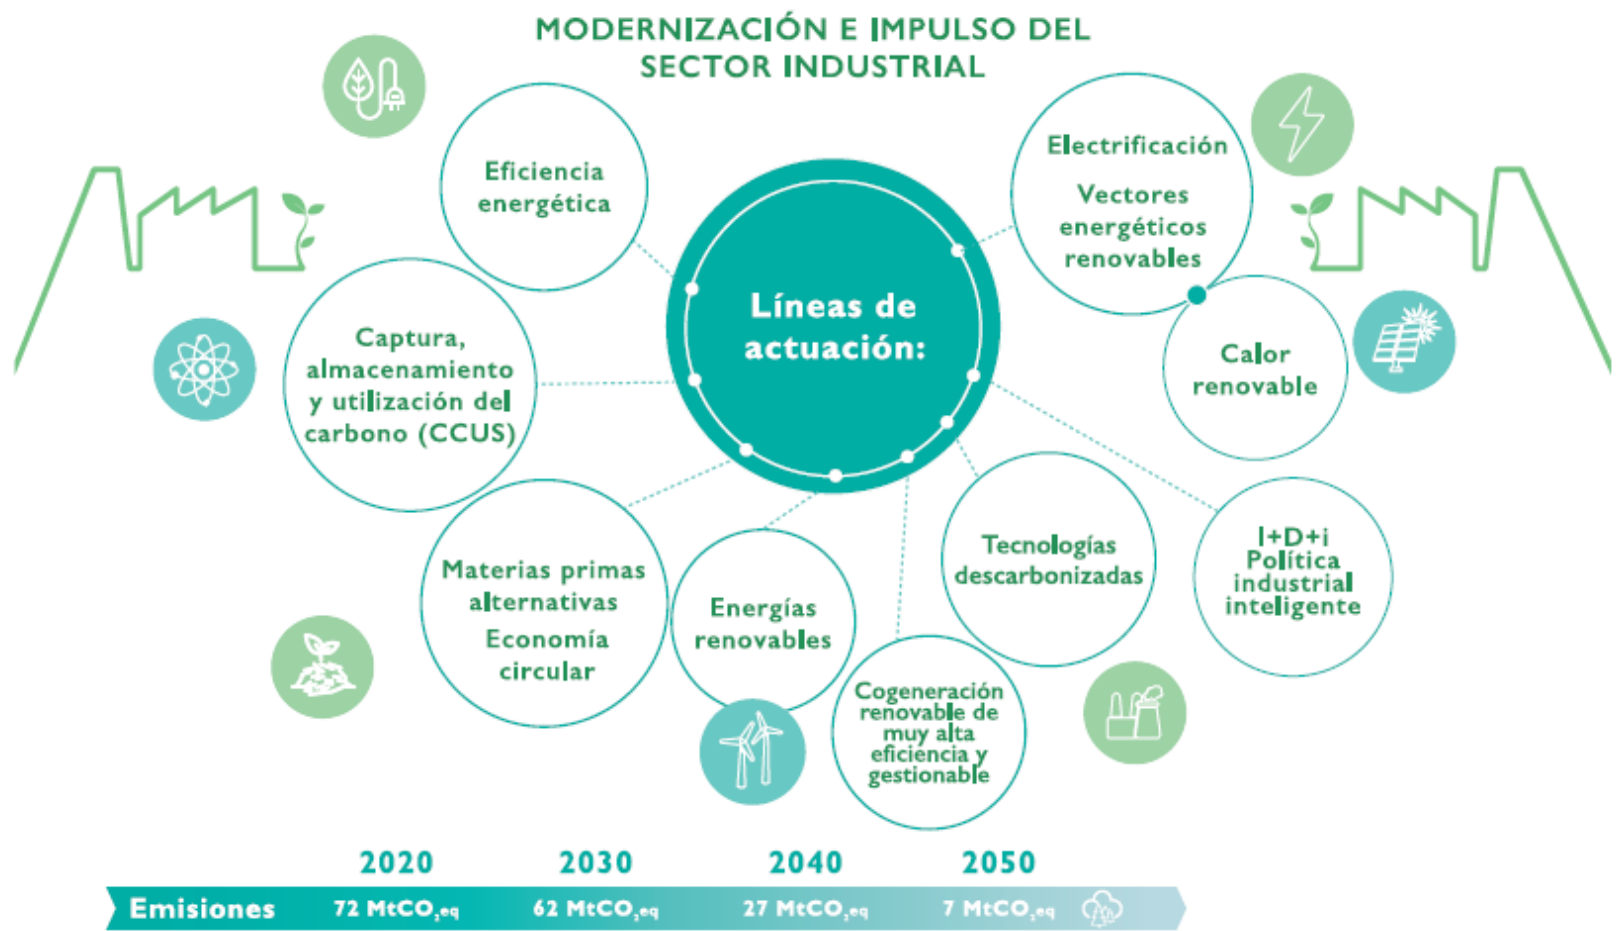 MODERNIZACIÓN E IMPULSO DEL
SECTOR INDUSTRIAL
Eficiencia
energética
Electrificación
Vectores
energéticos
renovables
Líneas de
actuación:
Captura,
almacenamiento
y utilización del
carbono (CCUS)
Calor
renovable
Materias primas
alternativas
Economía
circular
Energías
renovables
Tecnologías
descarbonizadas
I+D+i
Política
industrial
inteligente
Cogeneración
renovable de
muy alta
eficiencia y
gestionable
2020 2030 2040 2050
Emisiones 72 MtCO₂eq 62 MtCO₂eq 27 MtCO₂eq 7 MtCO₂eq